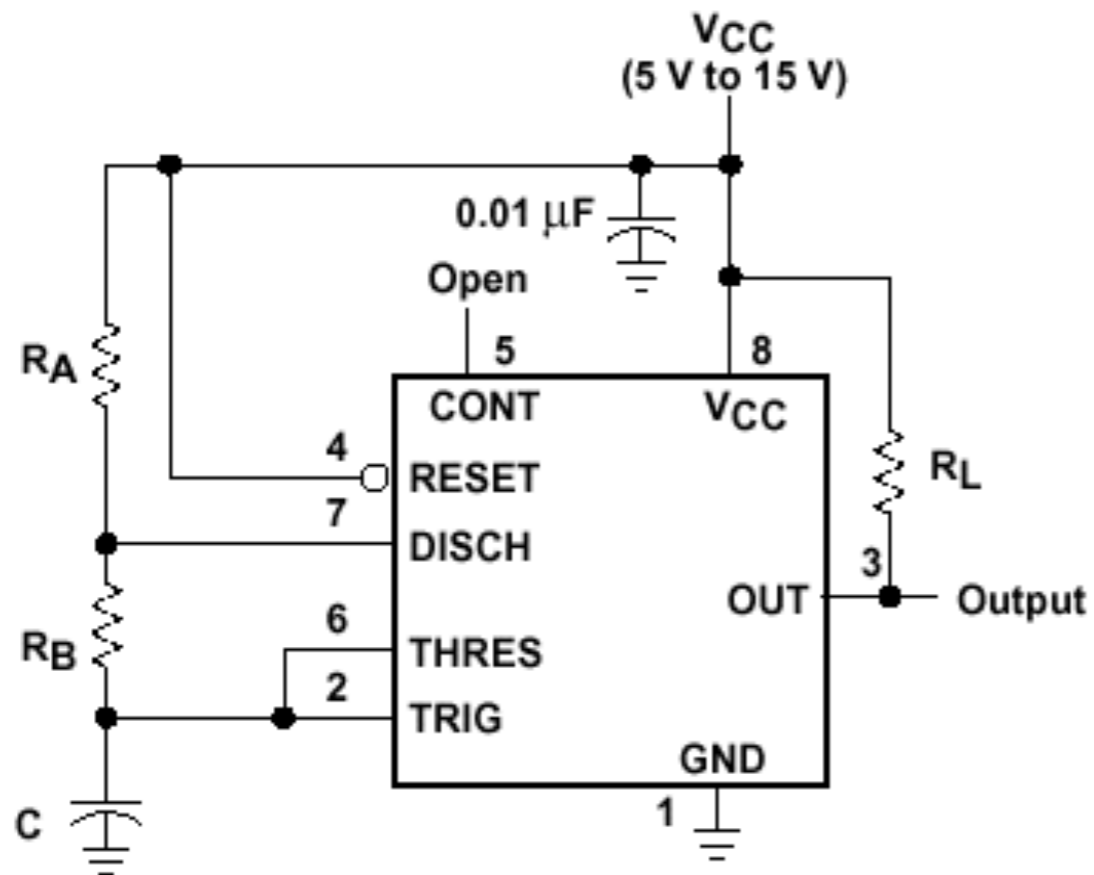 VCC
(5 V to 15 V)
0.01 μF
Open
5
8
RA
CONT
VCC
4
RESET
RL
7
DISCH
3
OUT
Output
6
RB
THRES
2
TRIG
GND
1
C